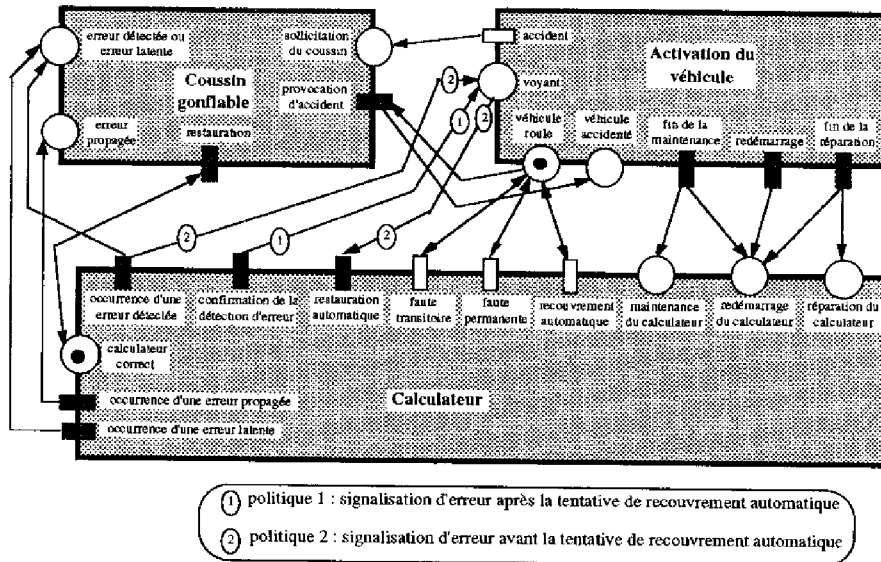 erreur détectée ou
erreur latente
sollicitation
du coussin
accident
Activation du
véhicule
Coussin
gonflable
provocation
d'accident
2
voyant
1
2
erreur
propagée
restauration
véhicule
roule
véhicule
accidenté
fin de la
maintenance
redémarrage
fin de la
réparation
2
1
2
occurrence d'une
erreur détectée
confirmation de la
détection d'erreur
restauration
automatique
faute
transitoire
faute
permanente
recouvrement
automatique
maintenance
du calculateur
redémarrage
du calculateur
réparation du
calculateur
calculateur
correct
occurrence d'une erreur propagée
Calculateur
occurrence d'une erreur latente
1 politique 1 : signalisation d'erreur après la tentative de recouvrement automatique
2 politique 2 : signalisation d'erreur avant la tentative de recouvrement automatique